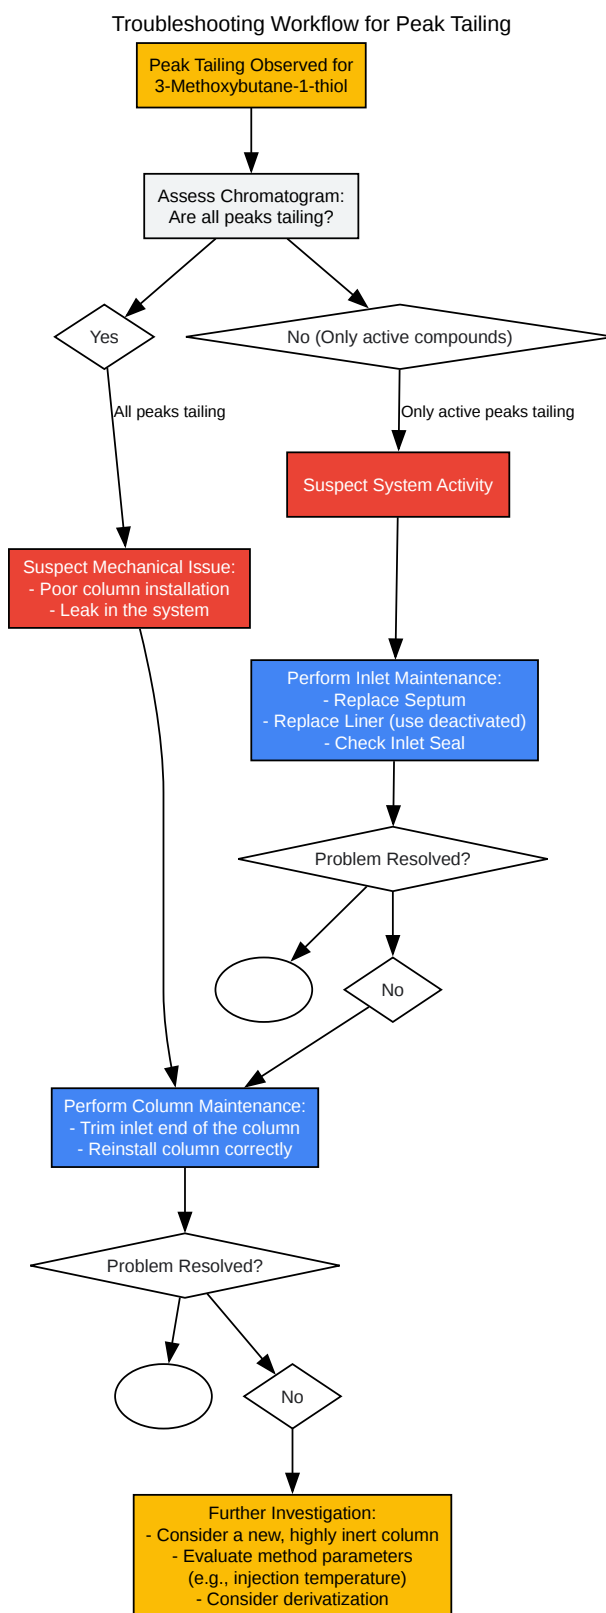 Troubleshooting Workflow for Peak Tailing
Peak Tailing Observed for
3-Methoxybutane-1-thiol
Assess Chromatogram:
Are all peaks tailing?
Yes
No (Only active compounds)
All peaks tailing
Only active peaks tailing
Suspect System Activity
Suspect Mechanical Issue:
- Poor column installation
- Leak in the system
Perform Inlet Maintenance:
- Replace Septum
- Replace Liner (use deactivated)
- Check Inlet Seal
Problem Resolved?
No
Perform Column Maintenance:
- Trim inlet end of the column
- Reinstall column correctly
Problem Resolved?
No
Further Investigation:
- Consider a new, highly inert column
- Evaluate method parameters
(e.g., injection temperature)
- Consider derivatization